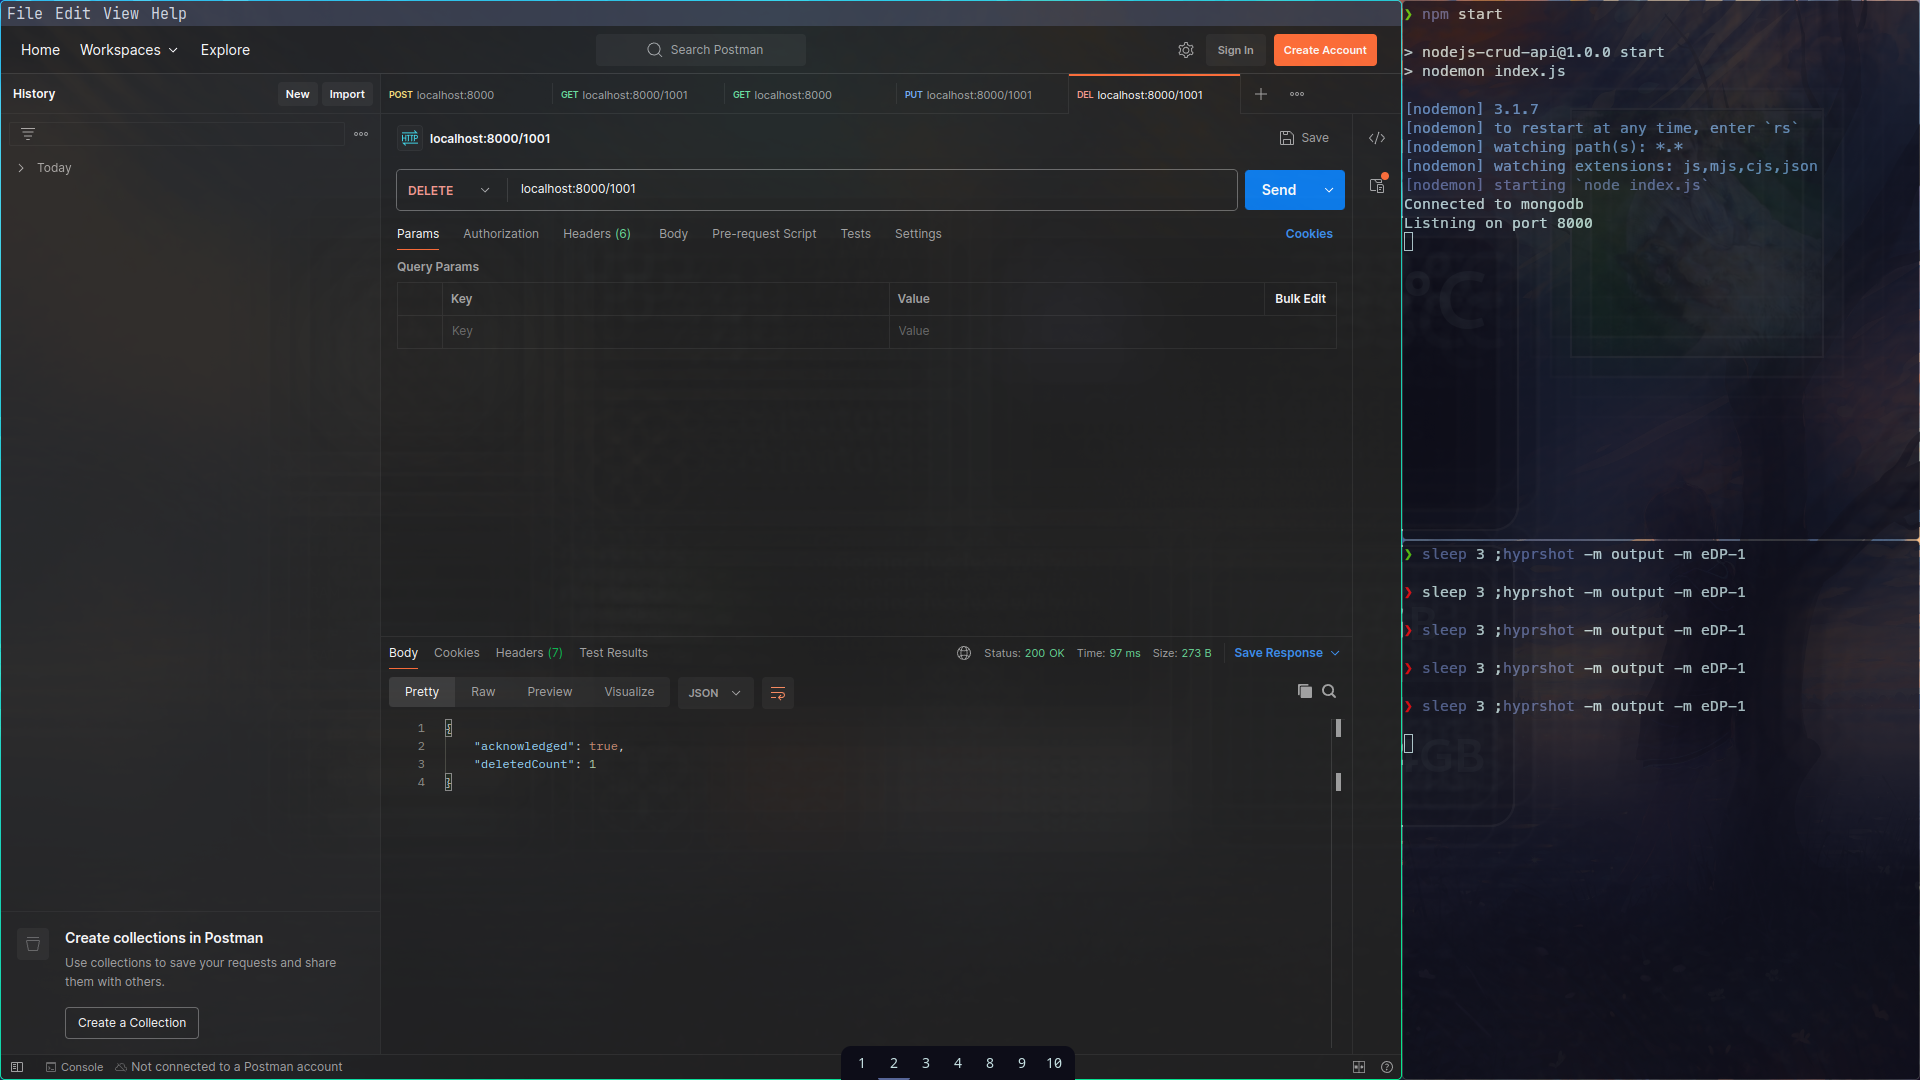 File Edit View Help
Home Workspaces Explore
Search Postman
Sign In
Create Account
History
New
Import
Today
POST localhost:8000
GET localhost:8000/1001
GET localhost:8000
PUT localhost:8000/1001
DEL localhost:8000/1001
HTTP localhost:8000/1001
Save
DELETE localhost:8000/1001
Send
Params Authorization Headers (6) Body Pre-request Script Tests Settings
Cookies
Query Params
Key Value Bulk Edit
Key Value
Body Cookies Headers (7) Test Results
Status: 200 OK Time: 97 ms Size: 273 B
Save Response
Pretty Raw Preview Visualize
JSON
1 {
2 "acknowledged": true,
3 "deletedCount": 1
4 }
Create collections in Postman
Use collections to save your requests and share
them with others.
Create a Collection
Console
Not connected to a Postman account
1 2 3 4 8 9 10
❯ npm start
> nodejs-crud-api@1.0.0 start
> nodemon index.js
[nodemon] 3.1.7
[nodemon] to restart at any time, enter `rs`
[nodemon] watching path(s): *.*
[nodemon] watching extensions: js,mjs,cjs,json
[nodemon] starting `node index.js`
Connected to mongodb
Listning on port 8000
°C
❯ sleep 3 ;hyprshot -m output -m eDP-1
❯ sleep 3 ;hyprshot -m output -m eDP-1
❯ sleep 3 ;hyprshot -m output -m eDP-1
❯ sleep 3 ;hyprshot -m output -m eDP-1
❯ sleep 3 ;hyprshot -m output -m eDP-1
GB